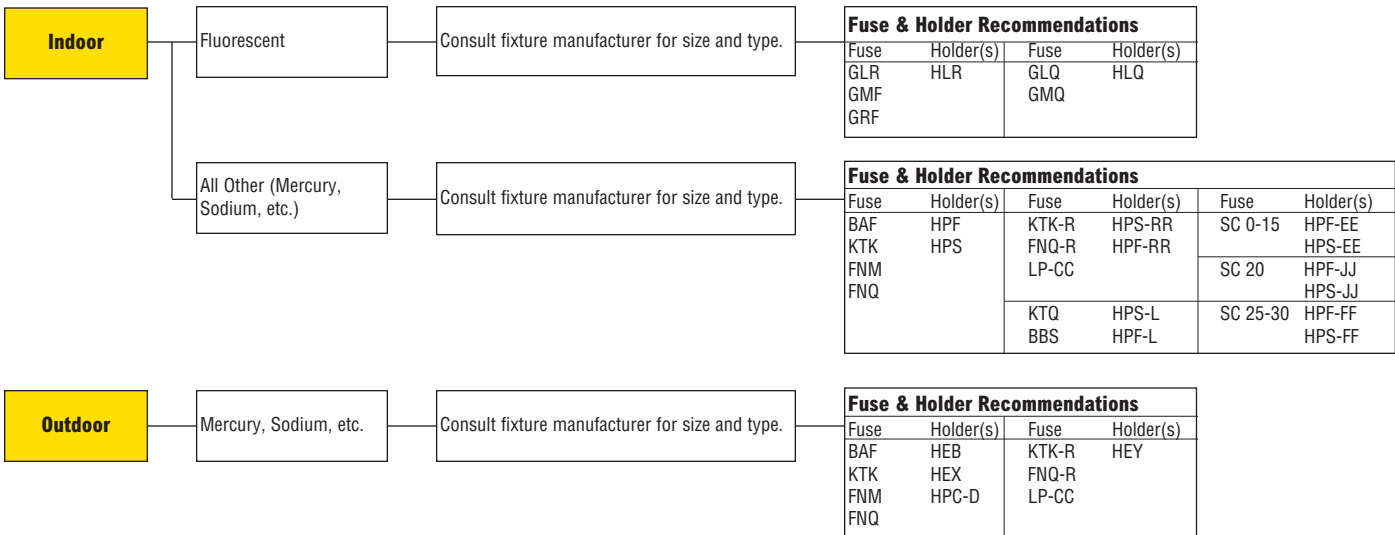 Indoor
Fluorescent
Consult fixture manufacturer for size and type.
Fuse & Holder Recommendations
Fuse Holder(s) Fuse Holder(s)
GLR HLR GLQ HLQ
GMF GMQ
GRF
All Other (Mercury,
Sodium, etc.)
Consult fixture manufacturer for size and type.
Fuse & Holder Recommendations
Fuse Holder(s) Fuse Holder(s) Fuse Holder(s)
BAF HPF KTK-R HPS-RR SC 0-15 HPF-EE
KTK HPS FNQ-R HPF-RR HPS-EE
FNM LP-CC SC 20 HPF-JJ
FNQ HPS-JJ
KTQ HPS-L SC 25-30 HPF-FF
BBS HPF-L HPS-FF
Outdoor
Mercury, Sodium, etc.
Consult fixture manufacturer for size and type.
Fuse & Holder Recommendations
Fuse Holder(s) Fuse Holder(s)
BAF HEB KTK-R HEY
KTK HEX FNQ-R
FNM HPC-D LP-CC
FNQ